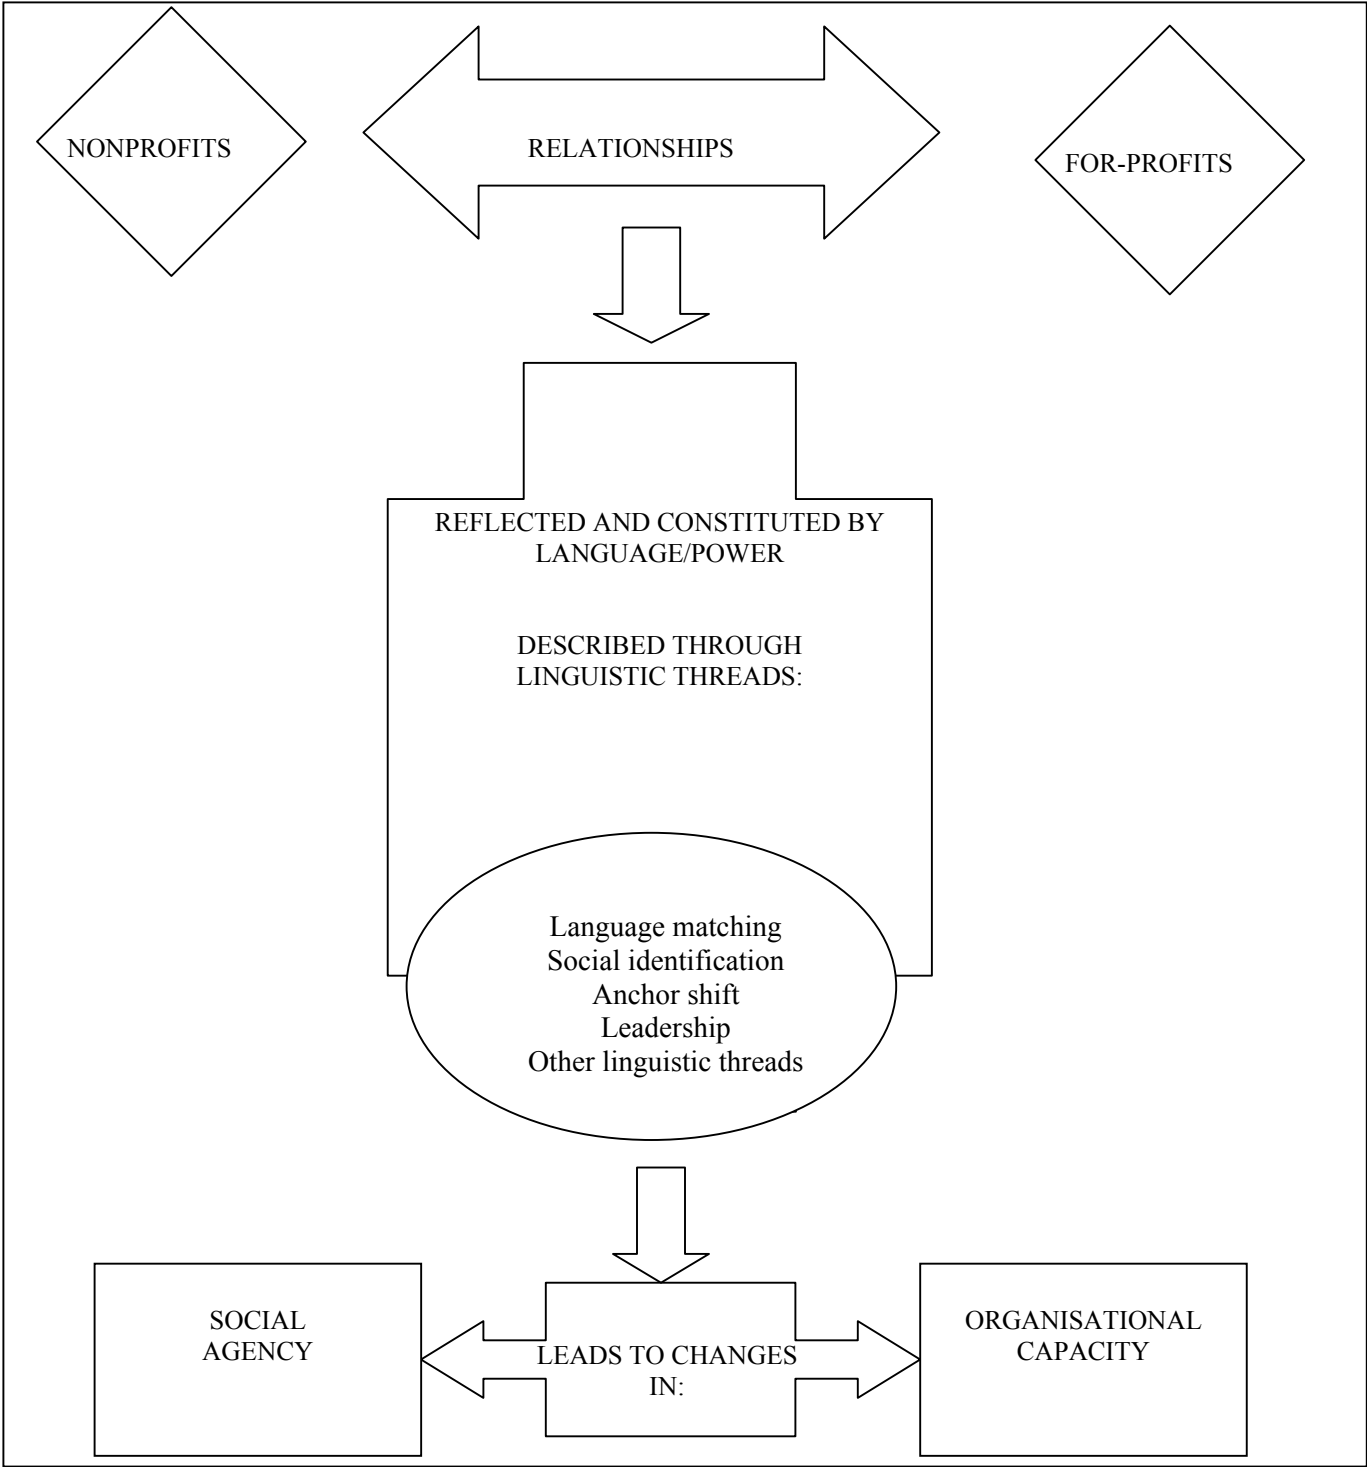 NONPROFITS
RELATIONSHIPS
FOR-PROFITS
REFLECTED AND CONSTITUTED BY
LANGUAGE/POWER
DESCRIBED THROUGH
LINGUISTIC THREADS:
Language matching
Social identification
Anchor shift
Leadership
Other linguistic threads
SOCIAL
AGENCY
LEADS TO CHANGES
IN:
ORGANISATIONAL
CAPACITY